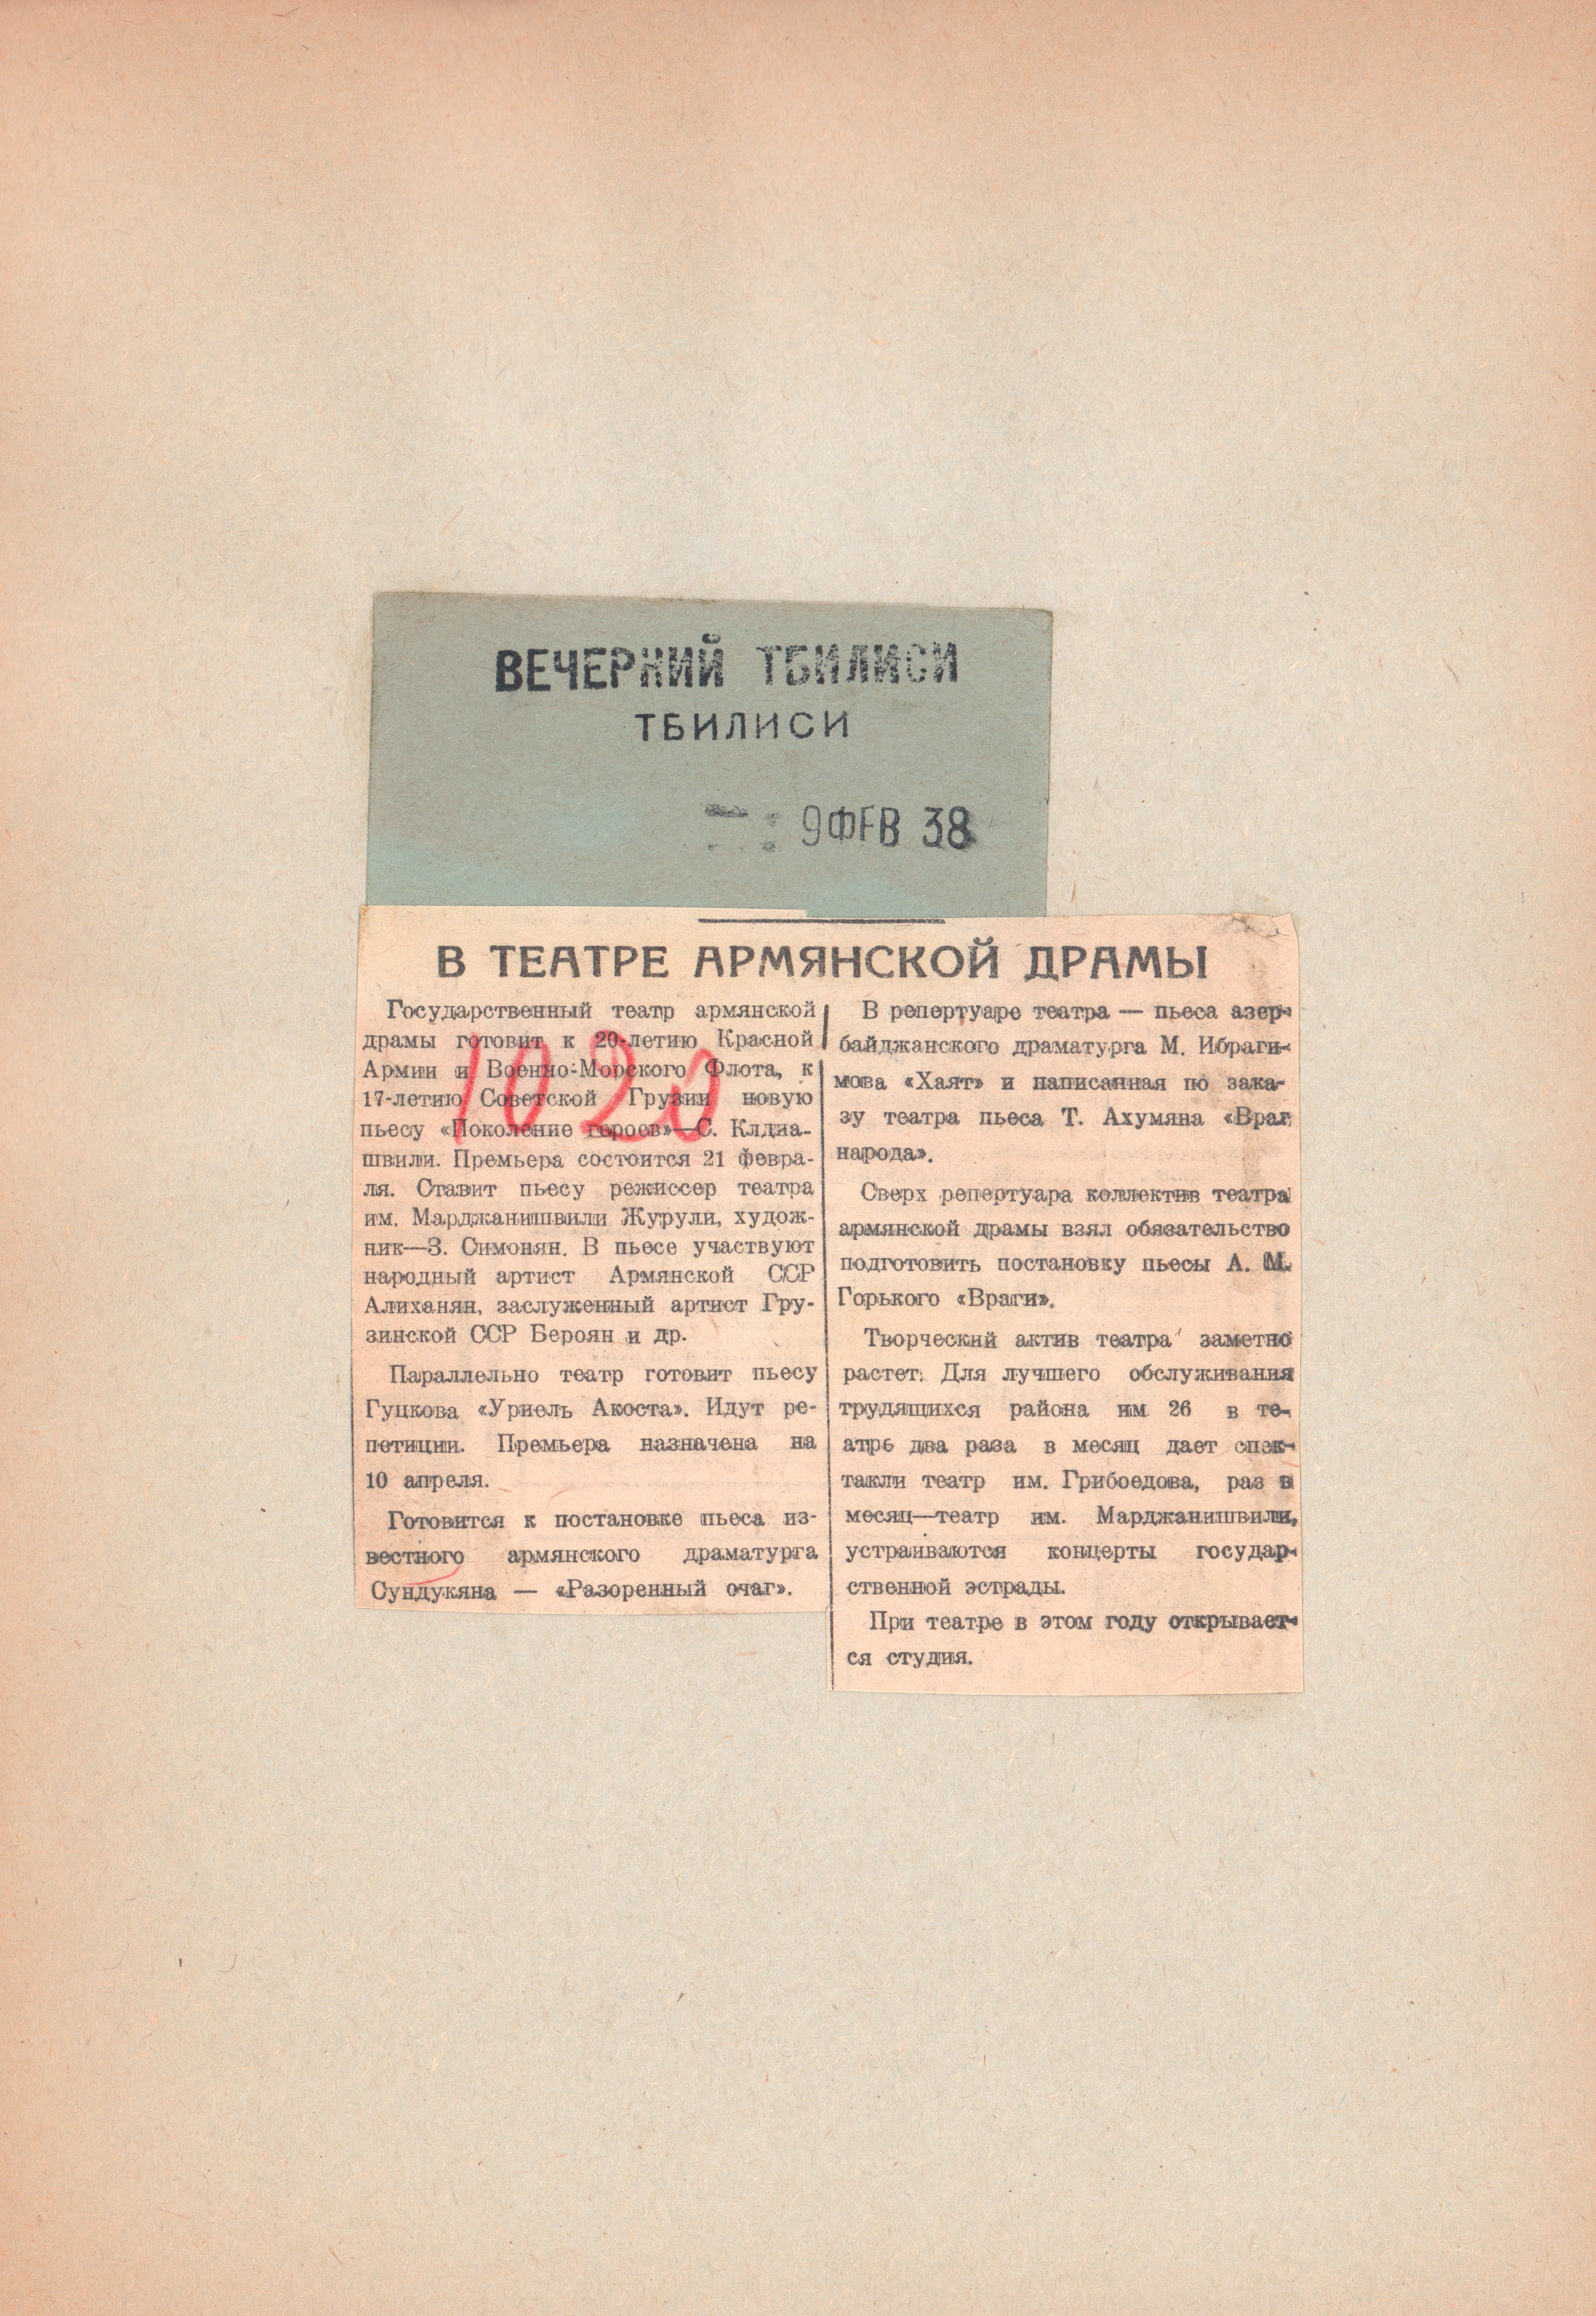 ВЕЧЕРНИЙ ТБИЛИСИ
ТБИЛИСИ
9 ФЕВ 38
В ТЕАТРЕ АРМЯНСКОЙ ДРАМЫ
Государственный театр армянской
драмы готовит к 20-летию Красной
Армии и Военно-Морского Флота, к
17-летию Советской Грузии новую
пьесу «Поколение героев»—С. Клдиа-
швили. Премьера состоится 21 февра-
ля. Ставит пьесу режиссер театра
им. Марджанишвили Журули, худож-
ник—З. Симонян. В пьесе участвуют
народный артист Армянской ССР
Алиханян, заслуженный артист Гру-
зинской ССР Бероян и др.
Параллельно театр готовит пьесу
Гуцкова «Уриель Акоста». Идут ре-
петиции. Премьера назначена на
10 апреля.
Готовится к постановке пьеса из-
вестного армянского драматурга
Сундукяна — «Разоренный очаг».
В репертуаре театра — пьеса азер-
байджанского драматурга М. Ибраги-
мова «Хаят» и написанная по зака-
зу театра пьеса Т. Ахумяна «Враг
народа».
Сверх репертуара коллектив театра
армянской драмы взял обязательство
подготовить постановку пьесы А. М.
Горького «Враги».
Творческий актив театра заметно
растет. Для лучшего обслуживания
трудящихся района им 26 в те-
атре два раза в месяц дает спек-
такли театр им. Грибоедова, раз в
месяц—театр им. Марджанишвили,
устраиваются концерты государ-
ственной эстрады.
При театре в этом году открывает-
ся студия.
1020